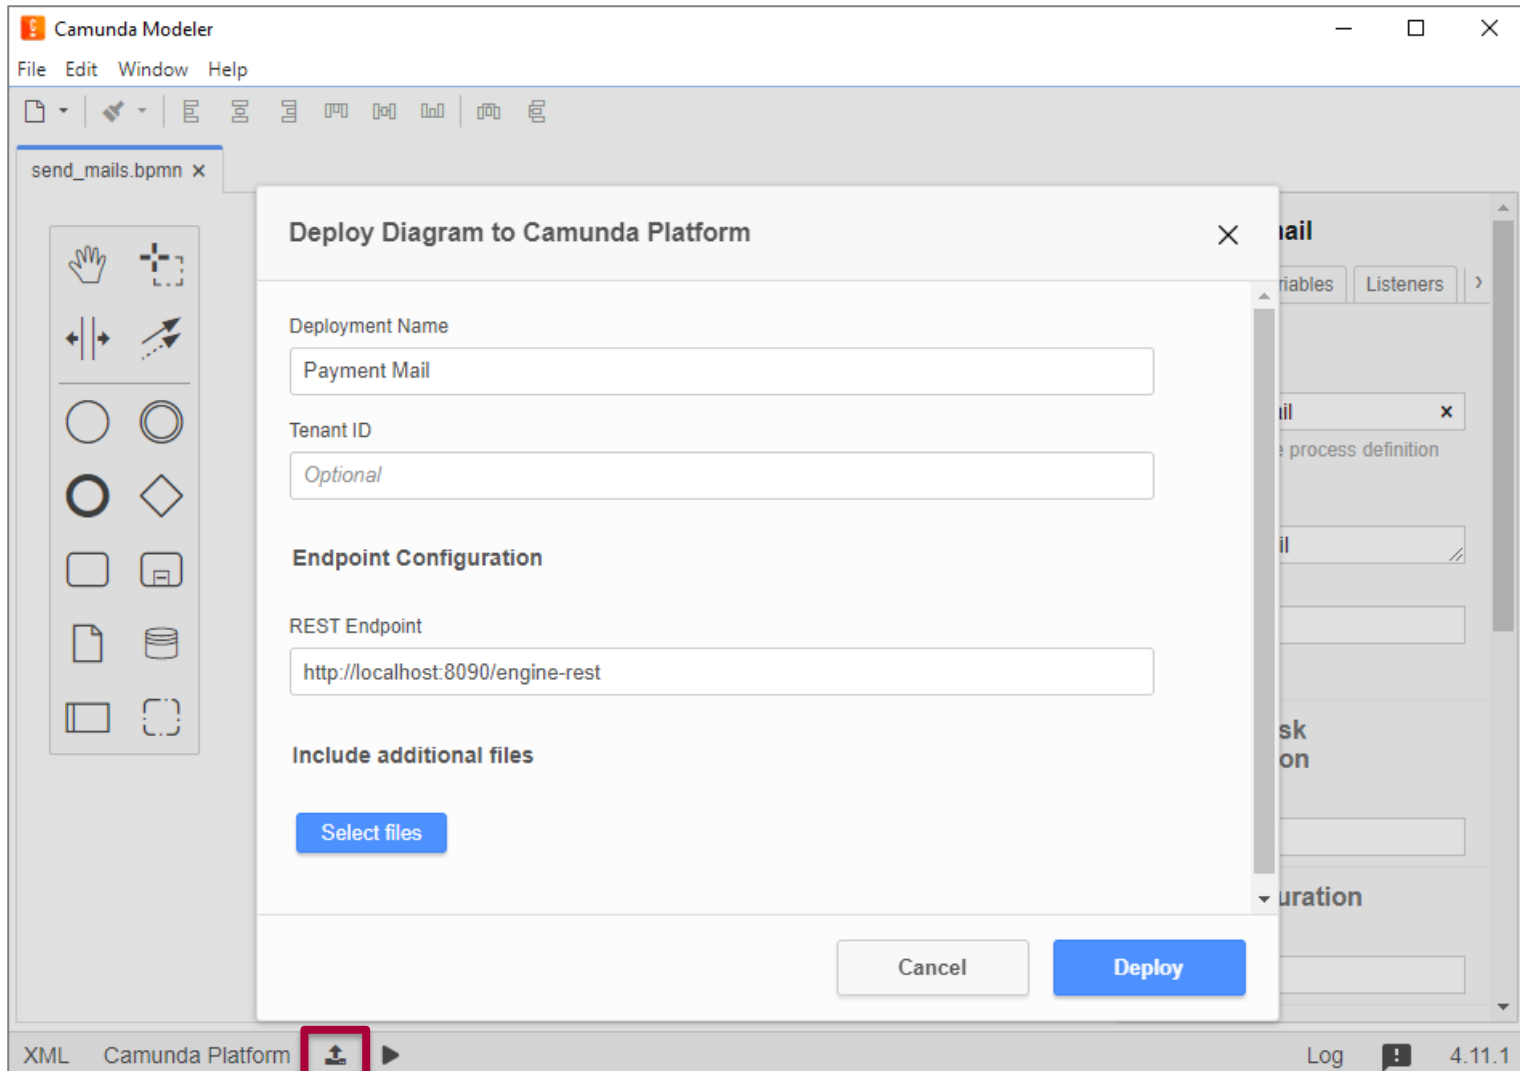 Camunda Modeler
File Edit Window Help
send_mails.bpmn ×
Deploy Diagram to Camunda Platform
Deployment Name
Payment Mail
Tenant ID
Optional
Endpoint Configuration
REST Endpoint
http://localhost:8090/engine-rest
Include additional files
Select files
Cancel Deploy
ail
riables Listeners
il
process definition
il
sk
on
uration
XML Camunda Platform Log 4.11.1